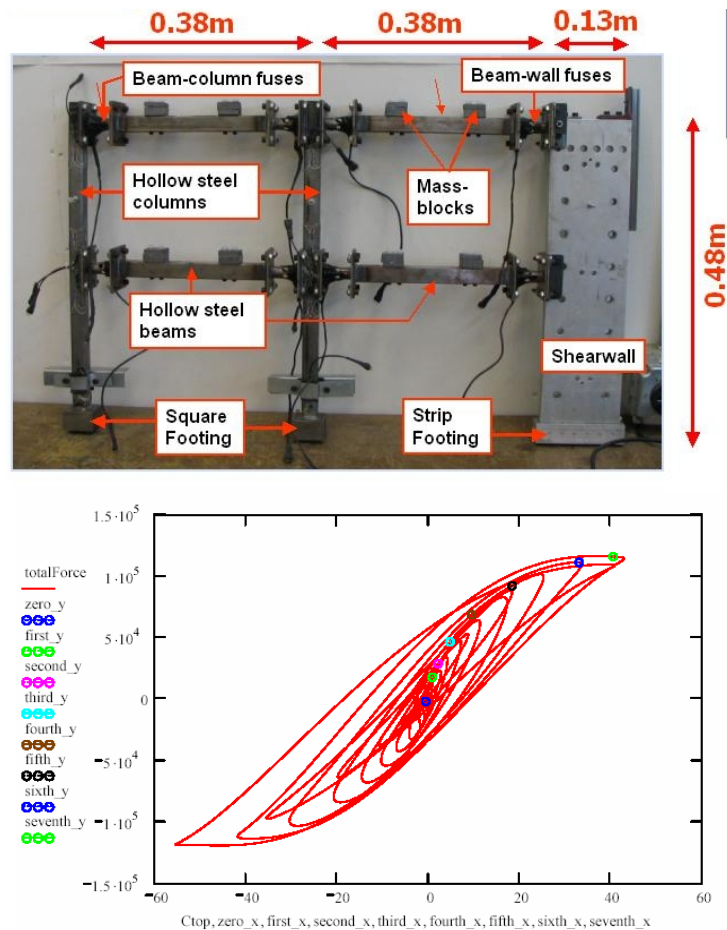 0.38m
0.38m
0.13m
Beam-column fuses
Beam-wall fuses
Hollow steel
columns
Mass-
blocks
0.48m
Hollow steel
beams
Shearwall
Square
Footing
Strip
Footing
1.5·10⁵
1·10⁵
5·10⁴
0
−5·10⁴
−1·10⁵
−1.5·10⁵
totalForce
zero_y
first_y
second_y
third_y
fourth_y
fifth_y
sixth_y
seventh_y
−60
−40
−20
0
20
40
60
Ctop, zero_x, first_x, second_x, third_x, fourth_x, fifth_x, sixth_x, seventh_x